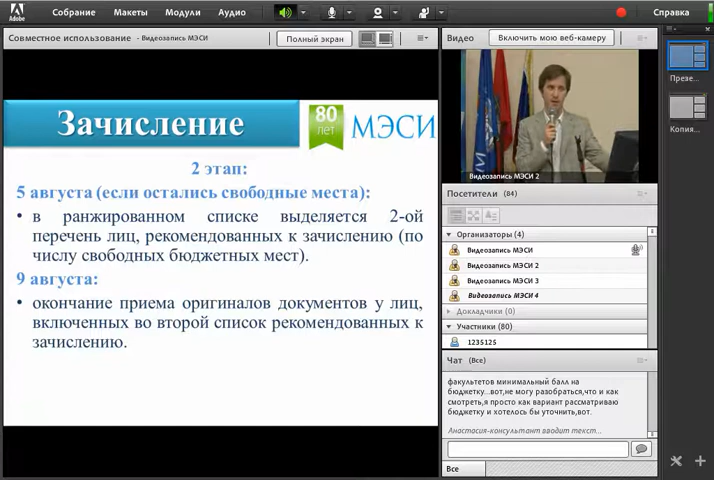 Собрание Макеты Модули Аудио Справка
Adobe
Совместное использование - Видеозапись МЭСИ
Полный экран
Зачисление
80
лет
МЭСИ
2 этап:
5 августа (если остались свободные места):
• в ранжированном списке выделяется 2-ой
перечень лиц, рекомендованных к зачислению (по
числу свободных бюджетных мест).
9 августа:
• окончание приема оригиналов документов у лиц,
включенных во второй список рекомендованных к
зачислению.
Видео
Включить мою веб-камеру
Видеозапись МЭСИ 2
Посетители (84)
Организаторы (4)
Видеозапись МЭСИ
Видеозапись МЭСИ 2
Видеозапись МЭСИ 3
Видеозапись МЭСИ 4
Докладчики (0)
Участники (80)
1235125
Чат (Все)
факультетов минимальный балл на
бюджетку...вот,не могу разобраться,что и как
смотреть,я просто как вариант рассматриваю
бюджетку и хотелось бы уточнить,вот.
Анастасия-консультант вводит текст...
Все
Презе...
Копия...